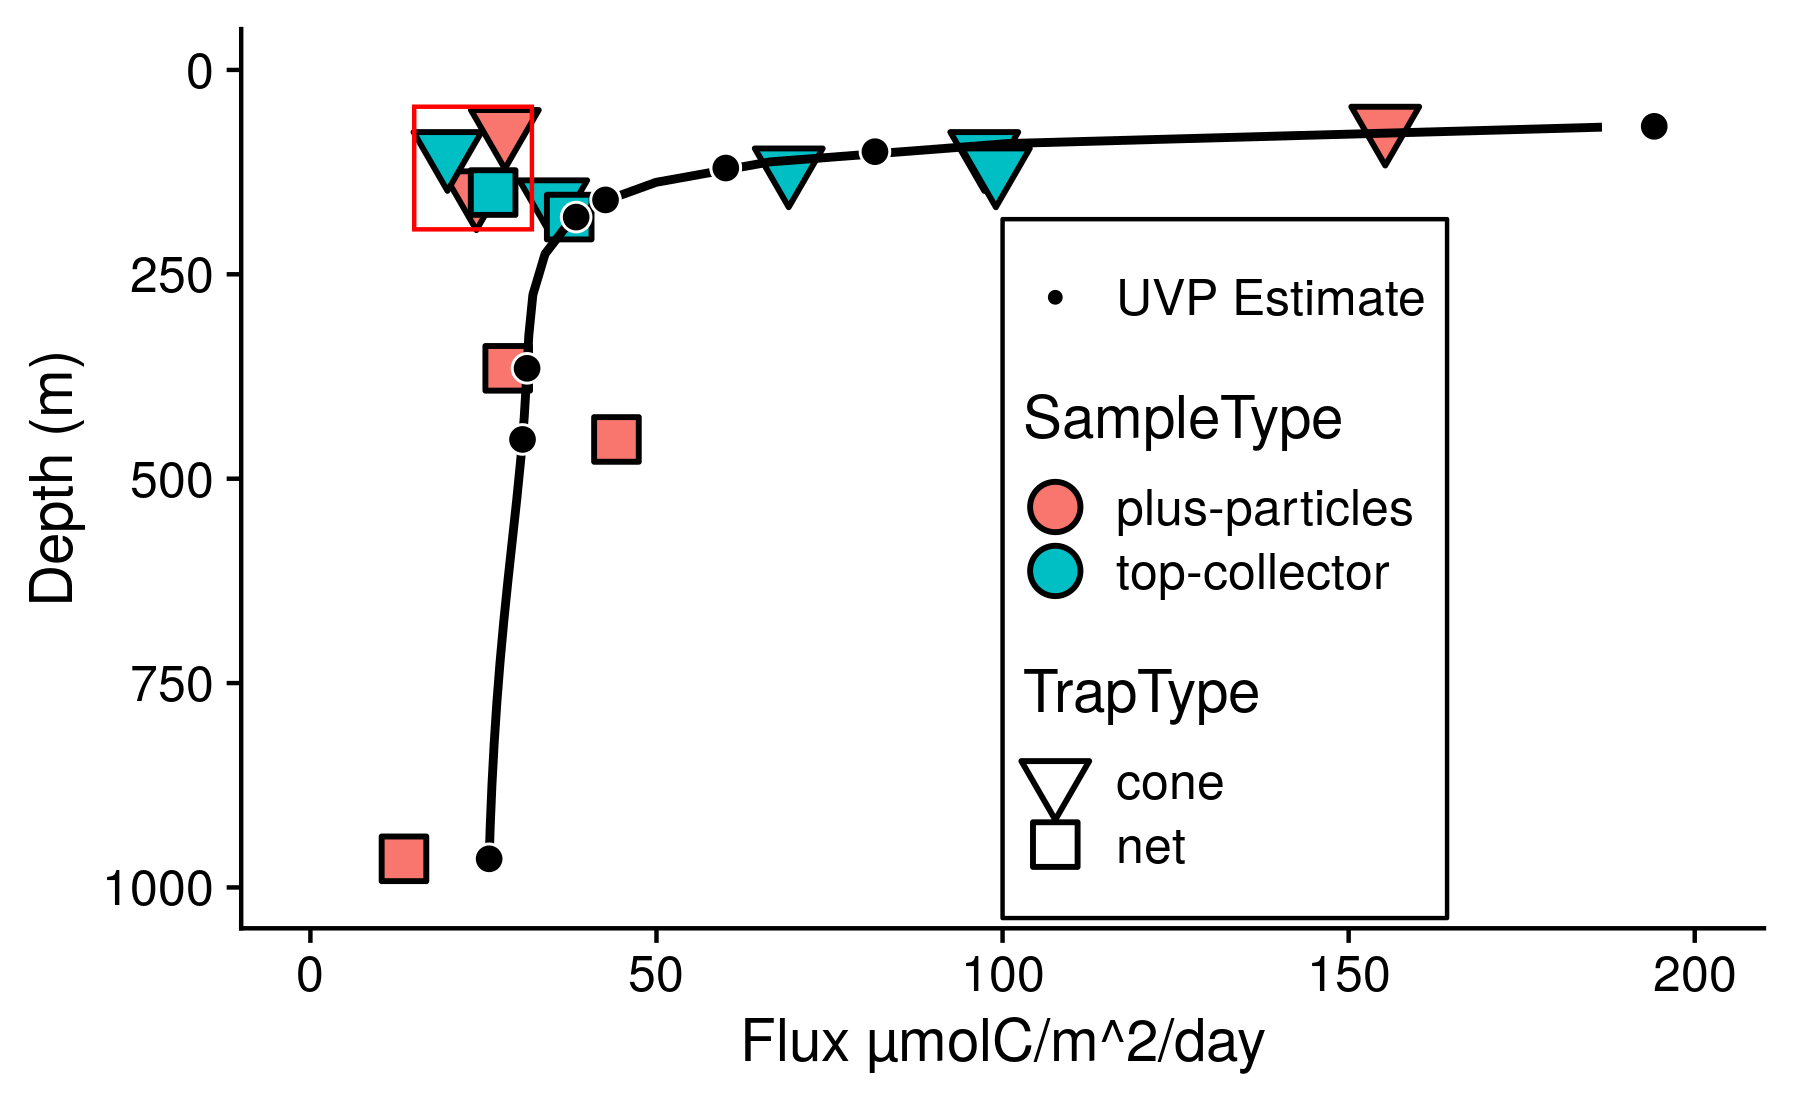 0
250
500
750
1000
Depth (m)
UVP Estimate
SampleType
plus-particles
top-collector
TrapType
cone
net
0 50 100 150 200
Flux µmolC/m^2/day